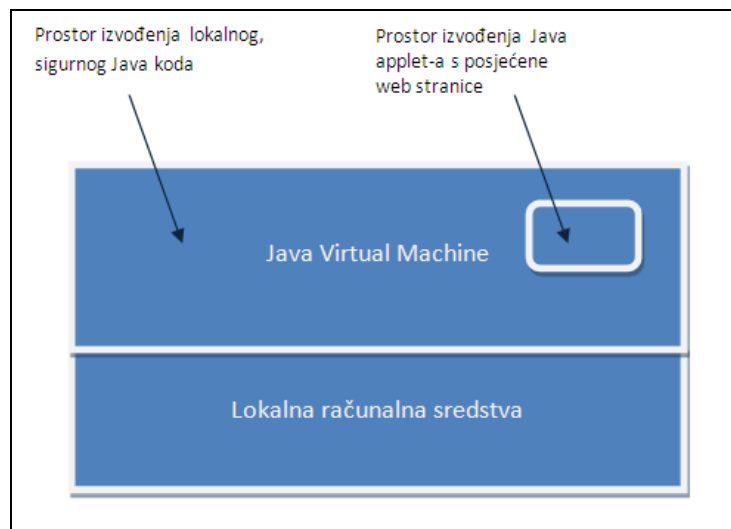 Prostor izvođenja lokalnog,
sigurnog Java koda
Prostor izvođenja Java
applet-a s posjećene
web stranice
Java Virtual Machine
Lokalna računalna sredstva